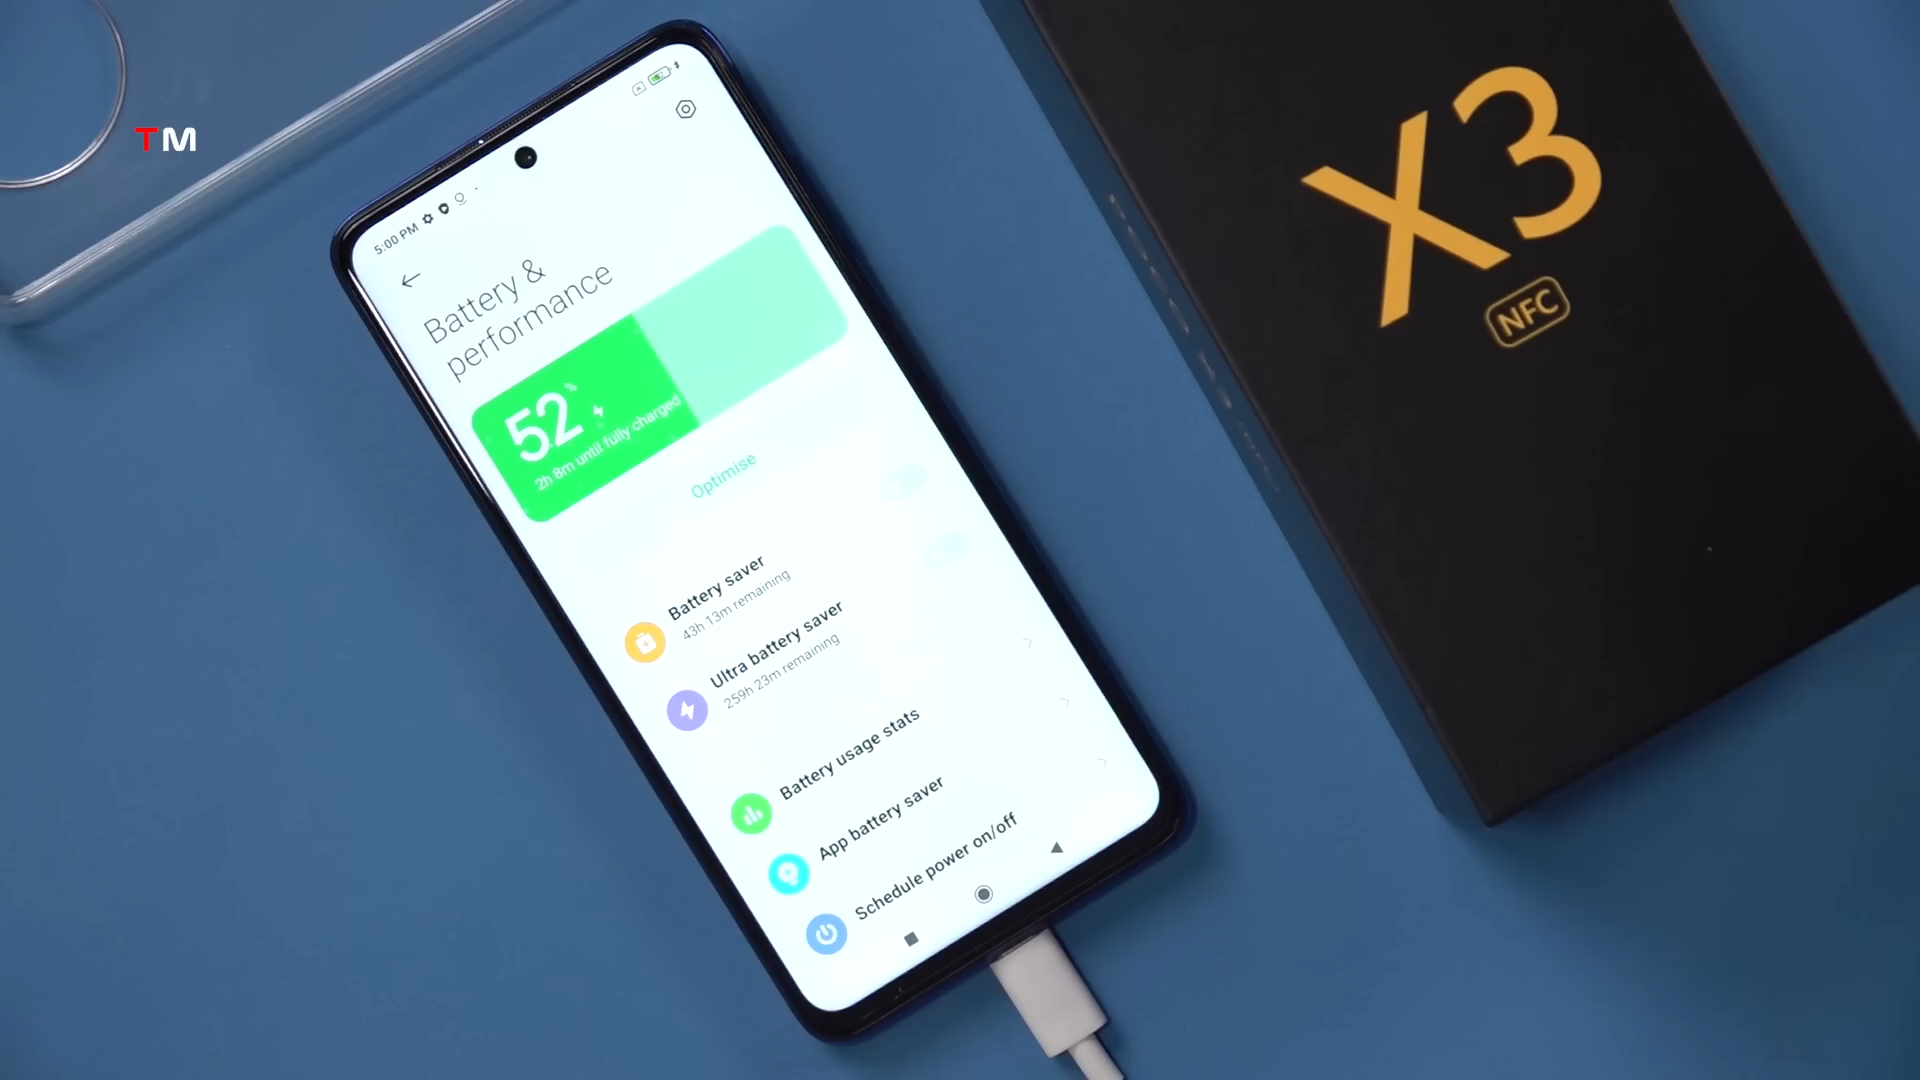 TM
5:00 PM
Battery &
performance
52%
2h 8m until fully charged
Optimise
Battery saver
43h 13m remaining
Ultra battery saver
259h 23m remaining
Battery usage stats
App battery saver
Schedule power on/off
X3
NFC